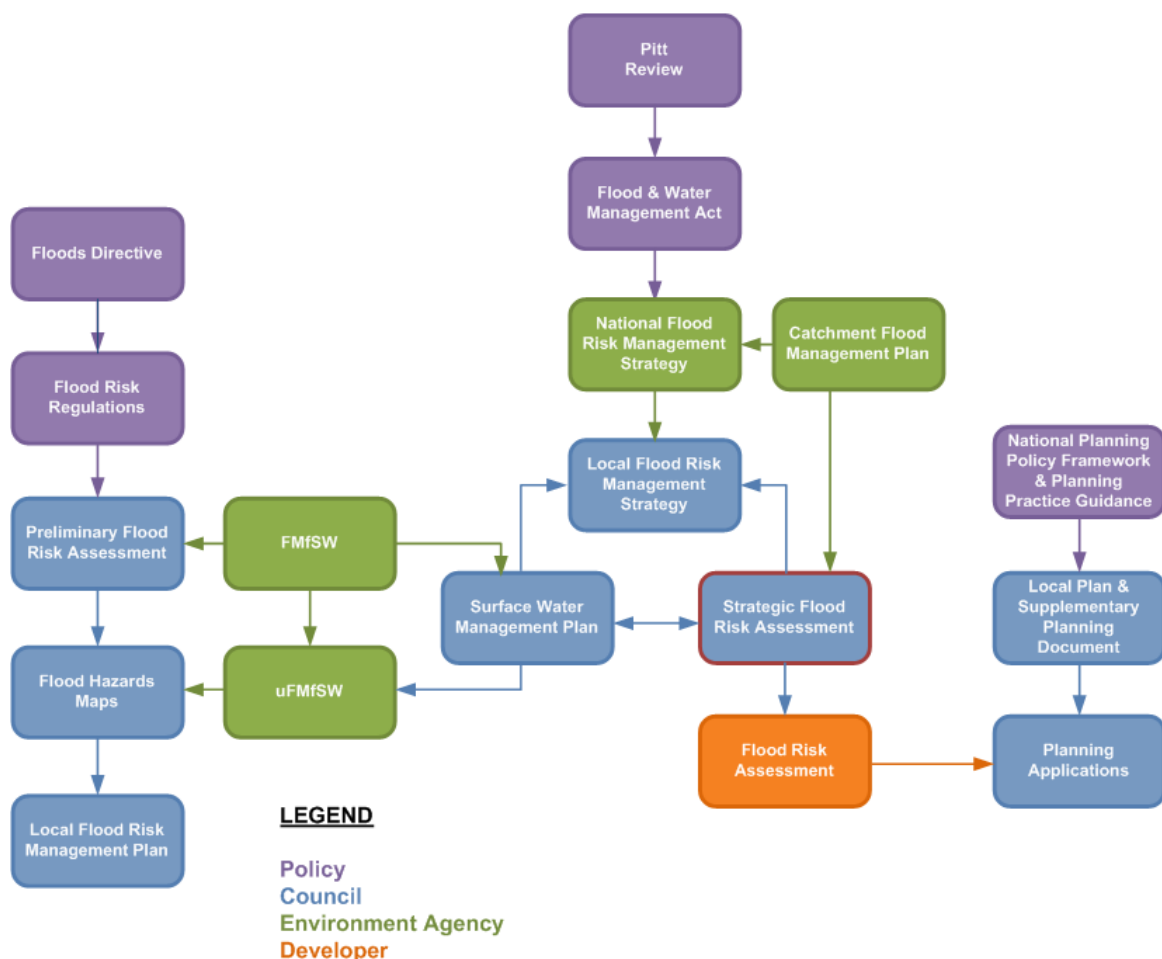 Pitt
Review
Flood & Water
Management Act
Floods Directive
National Flood
Risk Management
Strategy
Catchment Flood
Management Plan
Flood Risk
Regulations
Local Flood Risk
Management
Strategy
National Planning
Policy Framework
& Planning
Practice Guidance
Preliminary Flood
Risk Assessment
FMfSW
Surface Water
Management Plan
Strategic Flood
Risk Assessment
Local Plan &
Supplementary
Planning
Document
Flood Hazards
Maps
uFMfSW
Flood Risk
Assessment
Planning
Applications
Local Flood Risk
Management Plan
LEGEND
Policy
Council
Environment Agency
Developer